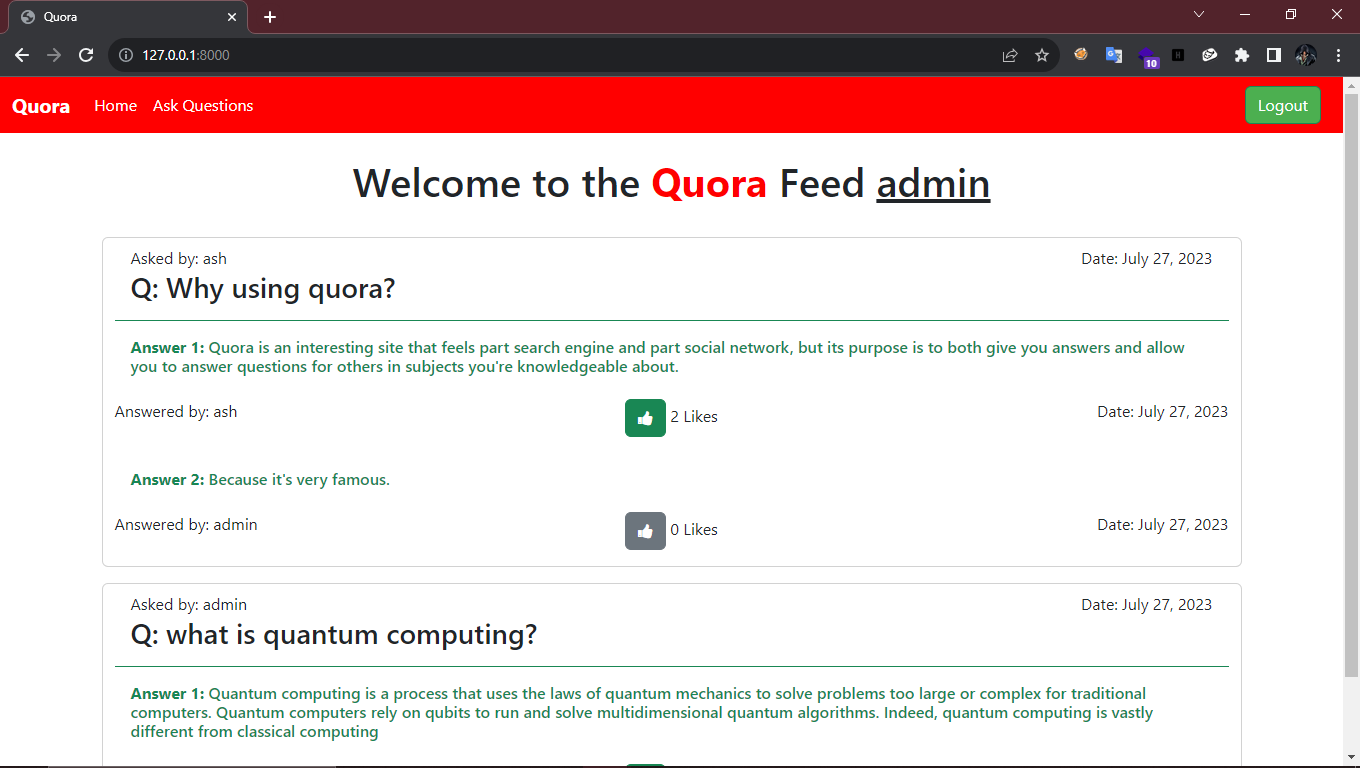 Quora
127.0.0.1:8000
10
Quora Home Ask Questions Logout
Welcome to the Quora Feed admin
Asked by: ash Date: July 27, 2023
Q: Why using quora?
Answer 1: Quora is an interesting site that feels part search engine and part social network, but its purpose is to both give you answers and allow
you to answer questions for others in subjects you're knowledgeable about.
Answered by: ash 2 Likes Date: July 27, 2023
Answer 2: Because it's very famous.
Answered by: admin 0 Likes Date: July 27, 2023
Asked by: admin Date: July 27, 2023
Q: what is quantum computing?
Answer 1: Quantum computing is a process that uses the laws of quantum mechanics to solve problems too large or complex for traditional
computers. Quantum computers rely on qubits to run and solve multidimensional quantum algorithms. Indeed, quantum computing is vastly
different from classical computing